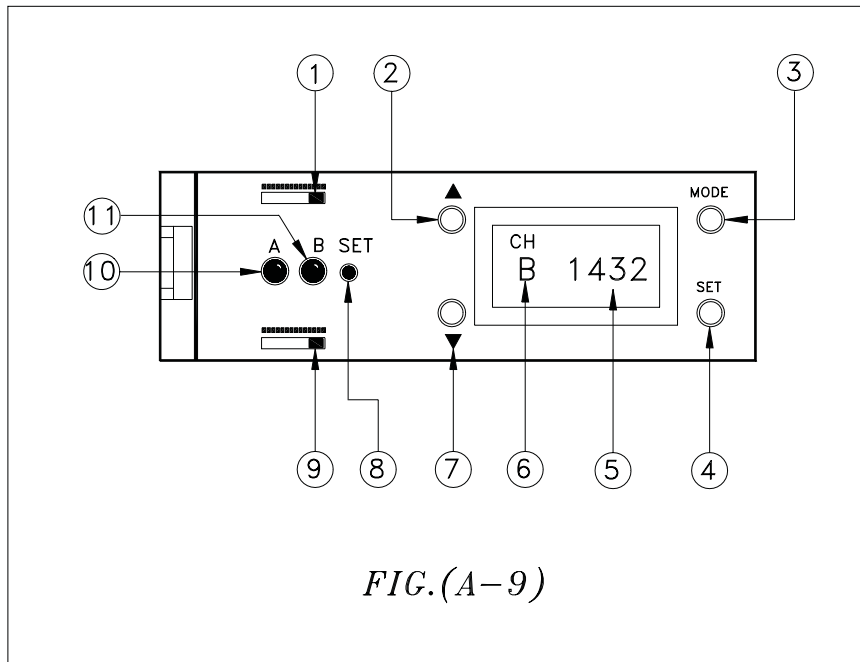 1 2 3
▲ MODE
11
A B SET
CH
10
B 1432
SET
▼
9 8 7 6 5 4
FIG.(A-9)